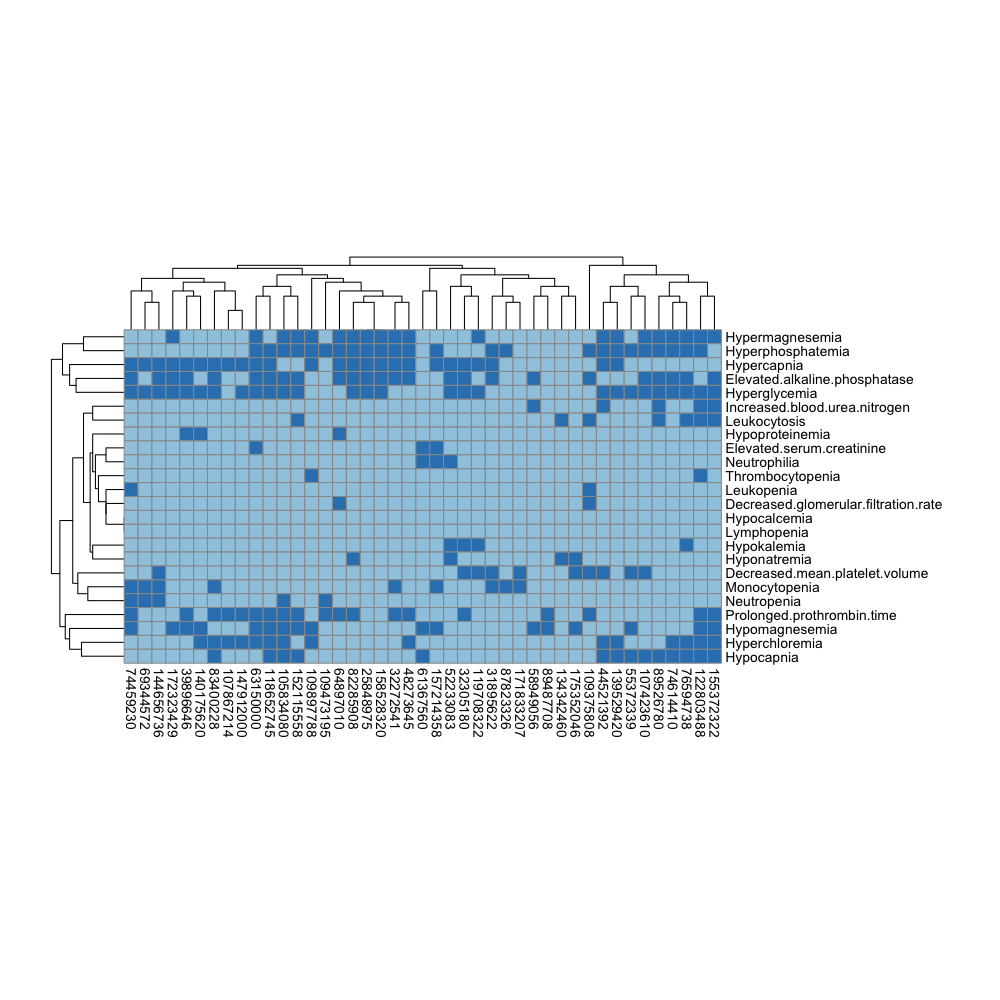 Hypermagnesemia
Hyperphosphatemia
Hypercapnia
Elevated.alkaline.phosphatase
Hyperglycemia
Increased.blood.urea.nitrogen
Leukocytosis
Hypoproteinemia
Elevated.serum.creatinine
Neutrophilia
Thrombocytopenia
Leukopenia
Decreased.glomerular.filtration.rate
Hypocalcemia
Lymphopenia
Hypokalemia
Hyponatremia
Decreased.mean.platelet.volume
Monocytopenia
Neutropenia
Prolonged.prothrombin.time
Hypomagnesemia
Hyperchloremia
Hypocapnia
74459230
69344572
144656736
172323429
39896646
140175620
83400228
107867214
147912000
63150000
118652745
105834080
152115558
109897788
109473195
64897010
82285908
25848975
158528320
32272541
48273645
61367560
157214358
52233083
32305180
119708322
31895622
87823326
17183207
58949056
89487708
134342460
175352046
109375808
44521392
139529420
55372339
107423610
89526780
74614410
76594738
122803488
155372322